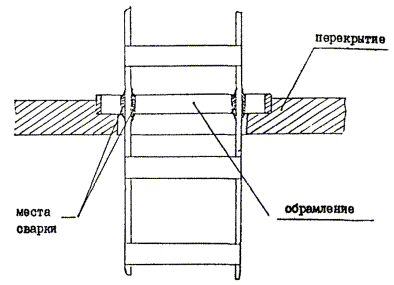 перекрытие
места
сварки
обрамление